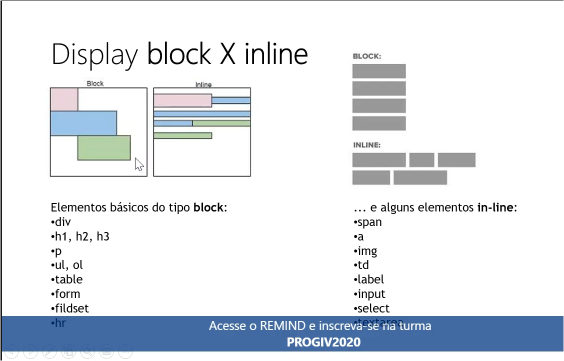 Display block X inline
Block
Inline
BLOCK:
INLINE:
Elementos básicos do tipo block:
•div
•h1, h2, h3
•p
•ul, ol
•table
•form
•fildset
•hr
... e alguns elementos in-line:
•span
•a
•img
•td
•label
•input
•select
•textarea
Acesse o REMIND e inscreva-se na turma
PROGIV2020